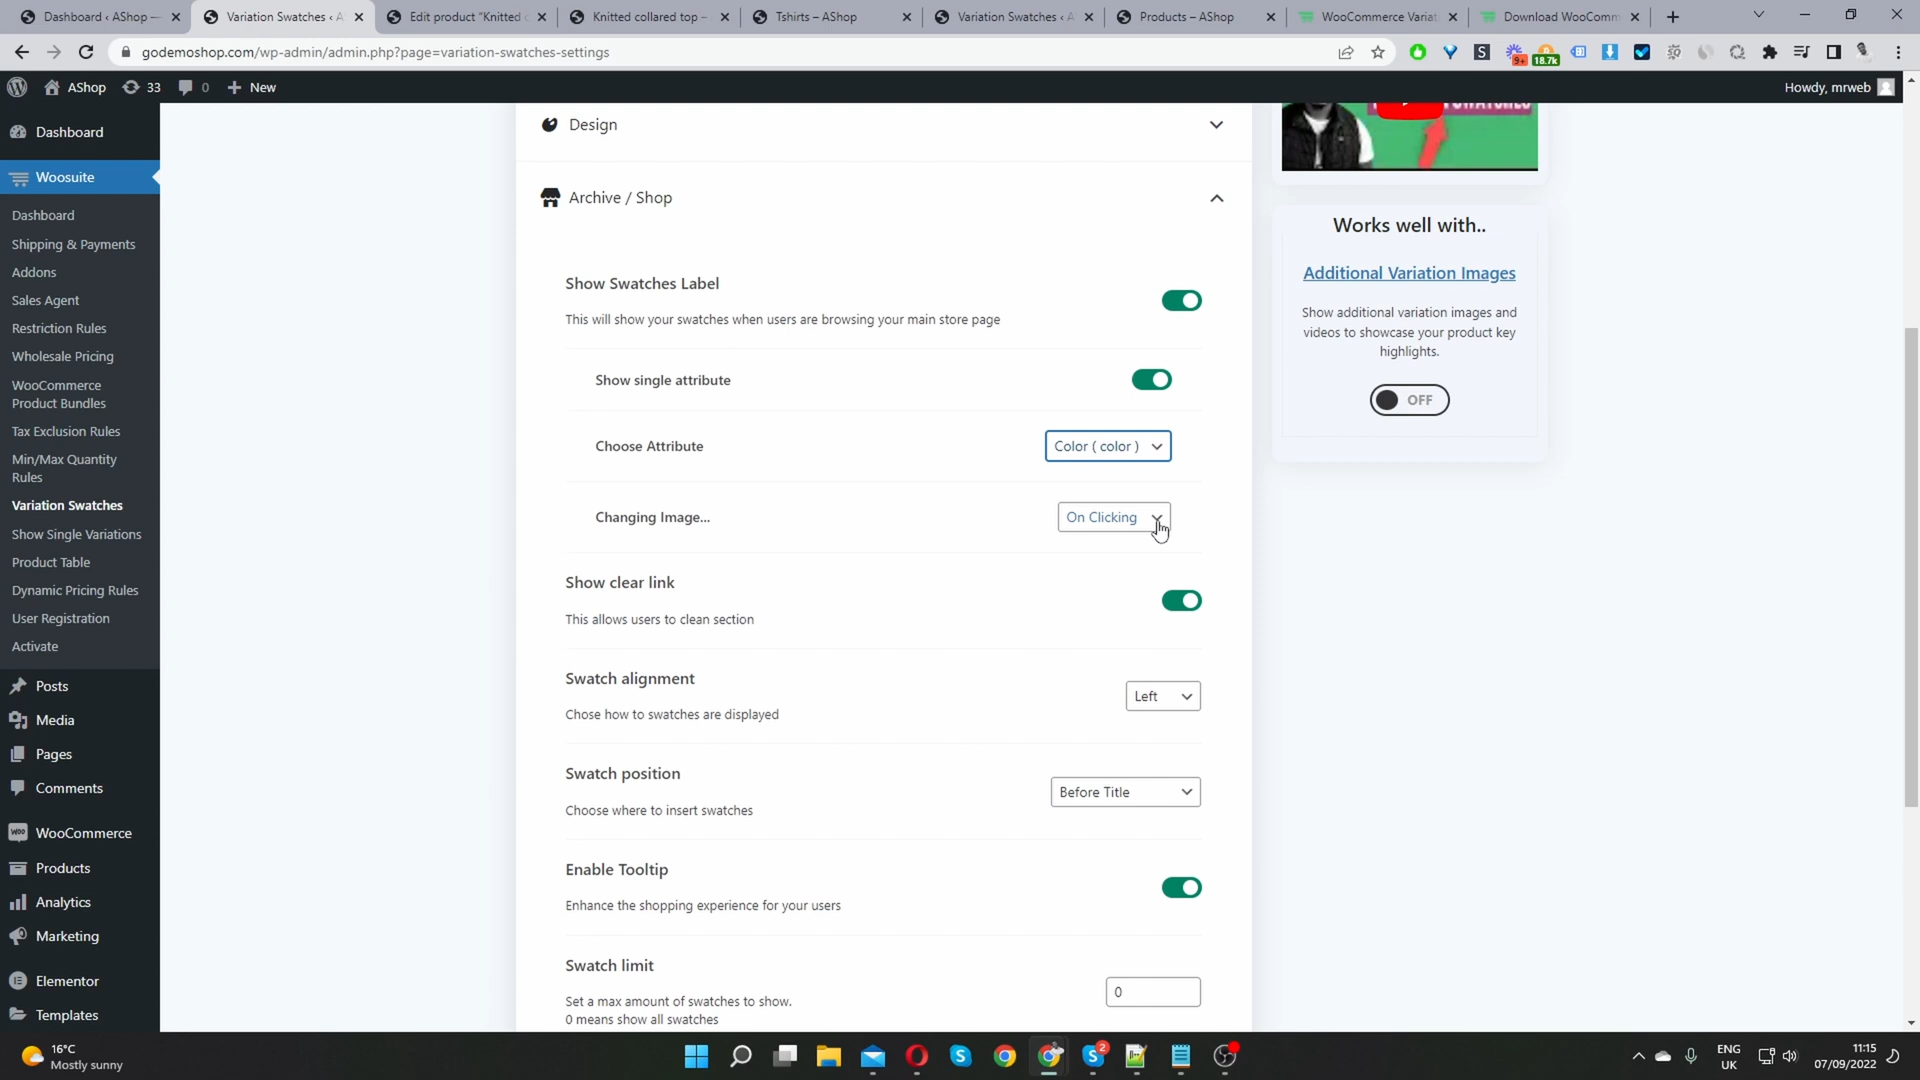 Dashboard ‹ AShop —
Variation Swatches ‹ A
Edit product "Knitted
Knitted collared top –
Tshirts – AShop
Variation Swatches ‹ A
Products – AShop
WooCommerce Variat
Download WooComm
godemoshop.com/wp-admin/admin.php?page=variation-swatches-settings
S
9+
18.7k
AShop
33
0
New
Howdy, mrweb
Dashboard
Woosuite
Dashboard
Shipping & Payments
Addons
Sales Agent
Restriction Rules
Wholesale Pricing
WooCommerce
Product Bundles
Tax Exclusion Rules
Min/Max Quantity
Rules
Variation Swatches
Show Single Variations
Product Table
Dynamic Pricing Rules
User Registration
Activate
Posts
Media
Pages
Comments
WooCommerce
Products
Analytics
Marketing
Elementor
Templates
Design
Archive / Shop
Show Swatches Label
This will show your swatches when users are browsing your main store page
Show single attribute
Choose Attribute
Color ( color )
Changing Image...
On Clicking
Show clear link
This allows users to clean section
Swatch alignment
Left
Chose how to swatches are displayed
Swatch position
Before Title
Choose where to insert swatches
Enable Tooltip
Enhance the shopping experience for your users
Swatch limit
0
Set a max amount of swatches to show.
0 means show all swatches
Works well with..
Additional Variation Images
Show additional variation images and
videos to showcase your product key
highlights.
OFF
16°C
Mostly sunny
2
ENG
UK
11:15
07/09/2022